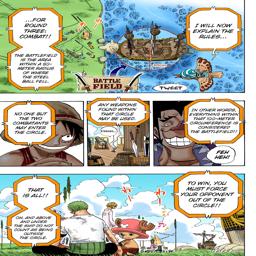 ...FOR
ROUND
THREE:
COMBAT!!
THE BATTLEFIELD
IS THE AREA
WITHIN A 50-
METER RADIUS
OF WHERE
THE STEEL
BALL FELL.
I WILL NOW
EXPLAIN THE
RULES...
BATTLE
FIELD
TWEET
NO ONE BUT
THE TWO
COMBATANTS
MAY ENTER
THE CIRCLE.
ANY WEAPONS
FOUND WITHIN
THAT CIRCLE
MAY BE USED.
IN OTHER WORDS,
EVERYTHING WITHIN
THAT 100-METER
CIRCUMFERENCE IS
CONSIDERED
THE BATTLEFIELD!!
FEH
HEH!
THAT
IS ALL!!
OH, AND ABOVE
AND UNDER
THE SHIP DO NOT
COUNT AS BEING
OUTSIDE
THE CIRCLE.
TO WIN, YOU
MUST FORCE
YOUR OPPONENT
OUT OF THE
CIRCLE!!